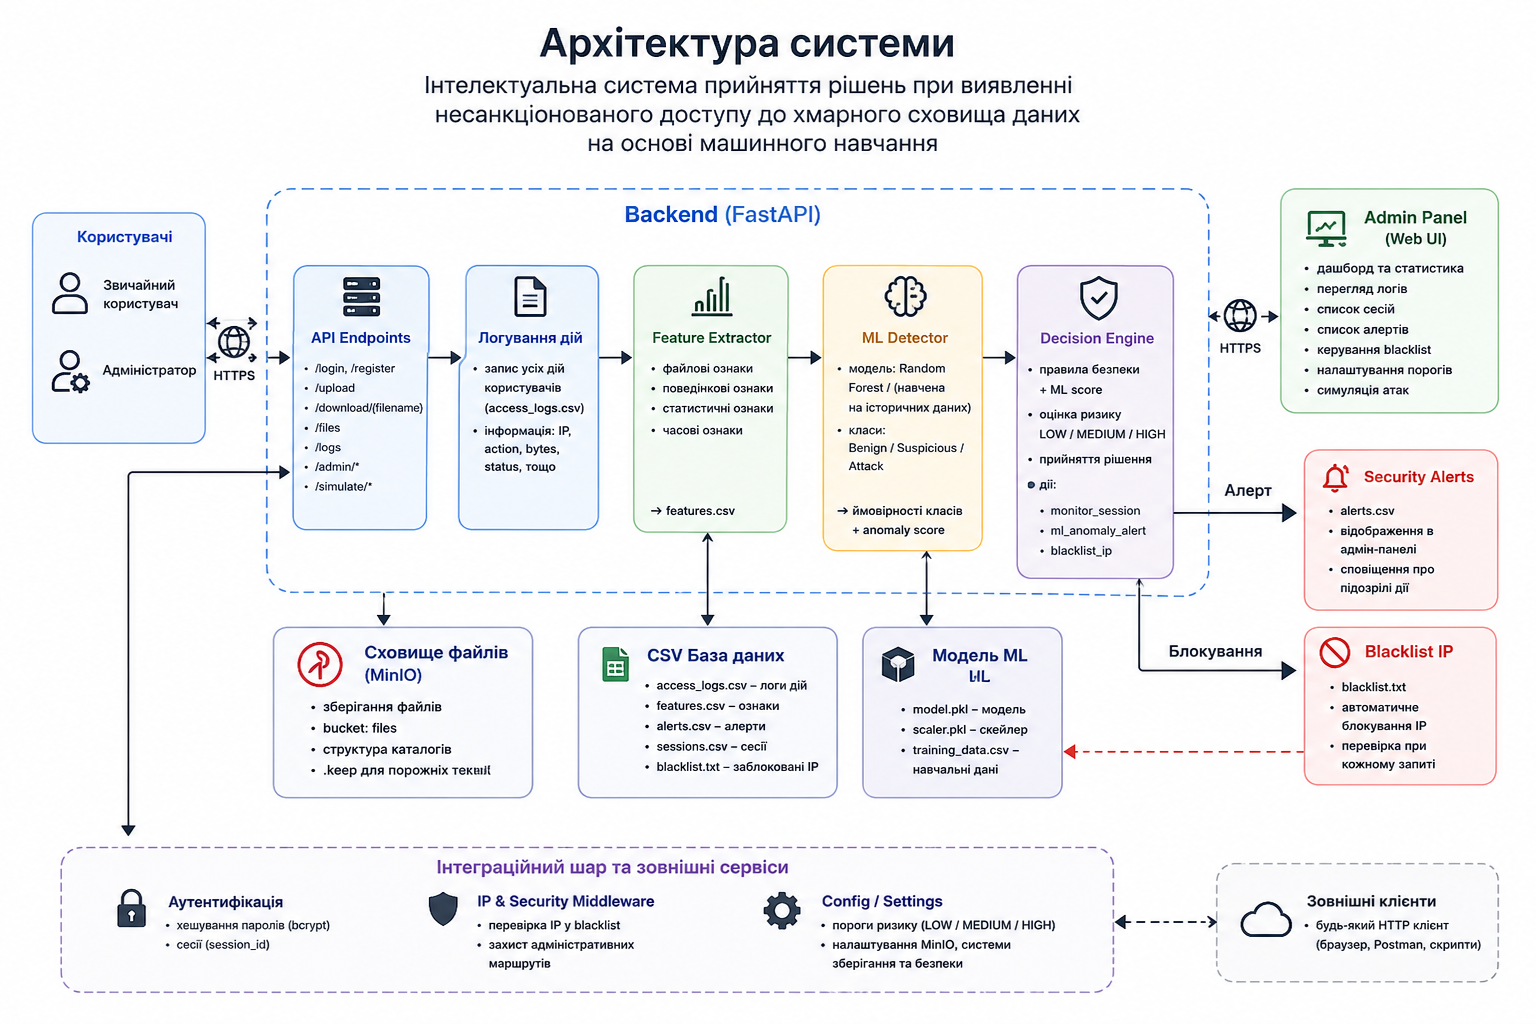 Архітектура системи
Інтелектуальна система прийняття рішень при виявленні
несанкціонованого доступу до хмарного сховища даних
на основі машинного навчання
Користувачі
Звичайний
користувач
Адміністратор
HTTPS
Backend (FastAPI)
API Endpoints
• /login, /register
• /upload
• /download/(filename)
• /files
• /logs
• /admin/*
• /simulate/*
Логування дій
• запис усіх дій
користувачів
(access_logs.csv)
• інформація: IP,
action, bytes,
status, тощо
Feature Extractor
• файлові ознаки
• поведінкові ознаки
• статистичні ознаки
• часові ознаки
→ features.csv
ML Detector
• модель: Random
Forest / (навчена
на історичних даних)
• класи:
Benign / Suspicious /
Attack
→ ймовірності класів
+ anomaly score
Decision Engine
• правила безпеки
+ ML score
• оцінка ризику
LOW / MEDIUM / HIGH
• прийняття рішення
• дії:
• monitor_session
• ml_anomaly_alert
• blacklist_ip
HTTPS
Admin Panel
(Web UI)
• дашборд та статистика
• перегляд логів
• список сесій
• список алертів
• керування blacklist
• налаштування порогів
• симуляція атак
Алерт
Security Alerts
• alerts.csv
• відображення в
адмін-панелі
• сповіщення про
підозрілі дії
Блокування
Blacklist IP
• blacklist.txt
• автоматичне
блокування IP
• перевірка при
кожному запиті
Сховище файлів
(MinIO)
• зберігання файлів
• bucket: files
• структура каталогів
• .keep для порожніх
CSV База даних
• access_logs.csv – логи дій
• features.csv – ознаки
• alerts.csv – алерти
• sessions.csv – сесії
• blacklist.txt – заблоковані IP
Модель ML
• model.pkl – модель
• scaler.pkl – скейлер
• training_data.csv –
навчальні дані
Інтеграційний шар та зовнішні сервіси
Аутентифікація
• хешування паролів (bcrypt)
• сесії (session_id)
IP & Security Middleware
• перевірка IP у blacklist
• захист адміністративних
маршрутів
Config / Settings
• пороги ризику (LOW / MEDIUM / HIGH)
• налаштування MinIO, системи
зберігання та безпеки
Зовнішні клієнти
• будь-який HTTP клієнт
(браузер, Postman, скрипти)